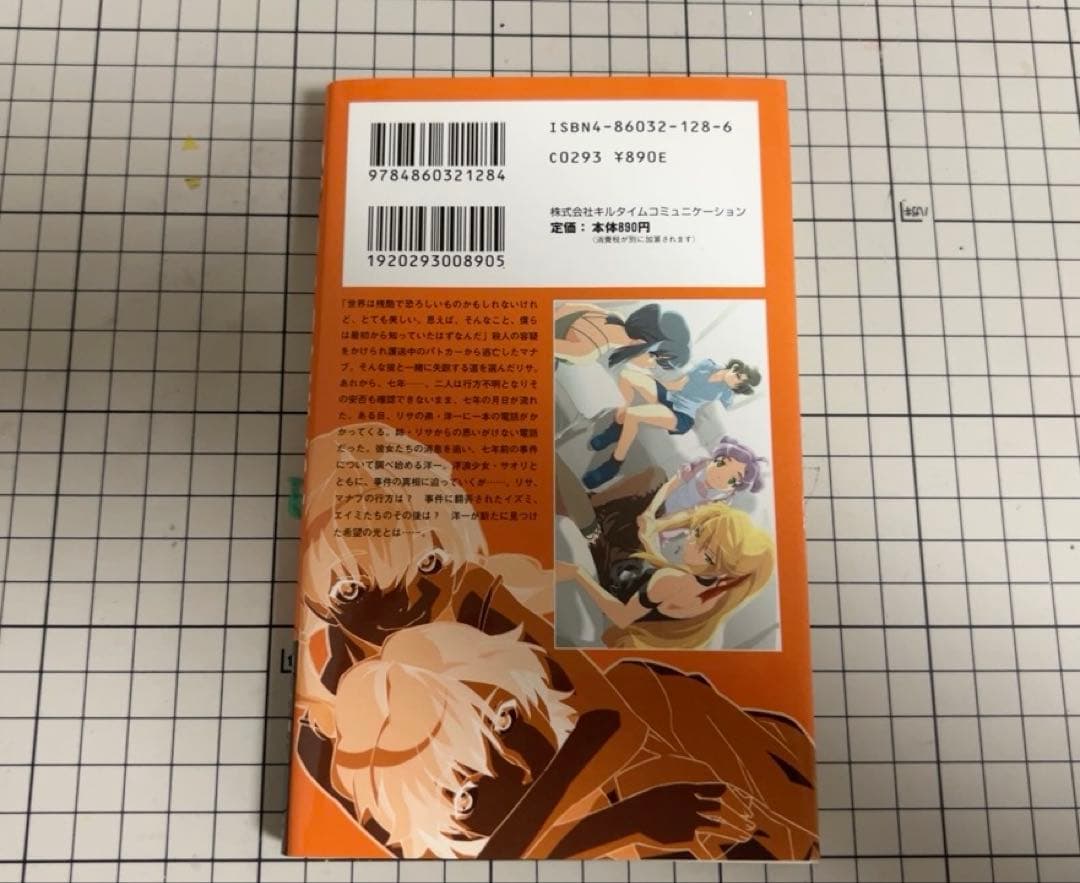 ISBN4-86032-128-6
C0293 ¥890E
9784860321284
株式会社キルタイムコミュニケーション
定価：本体890円
(消費税が別に加算されます)
1920293008905
「世界は残酷で恐ろしいものかもしれないけれ
ど、とても美しい。思えば、そんなこと、僕ら
は最初から知っていたはずなんだ」殺人の容疑
をかけられ護送中のパトカーから逃亡したマナ
ブ。そんな彼と一緒に失踪する道を選んだリサ。
あれから、七年――。二人は行方不明となりそ
の安否も確認できないまま、七年の月日が流れ
た。ある日、リサの弟・洋一に一本の電話がか
かってくる。姉・リサからの思いがけない電話
だった。彼女たちの消息を追い、七年前の事件
について調べ始める洋一。浮浪少女・サオリと
ともに、事件の真相に迫っていくが……。リサ、
マナブの行方は？　事件に翻弄されたイズミ、
エイミたちのその後は？　洋一が新たに見つけ
た希望の光とは……。